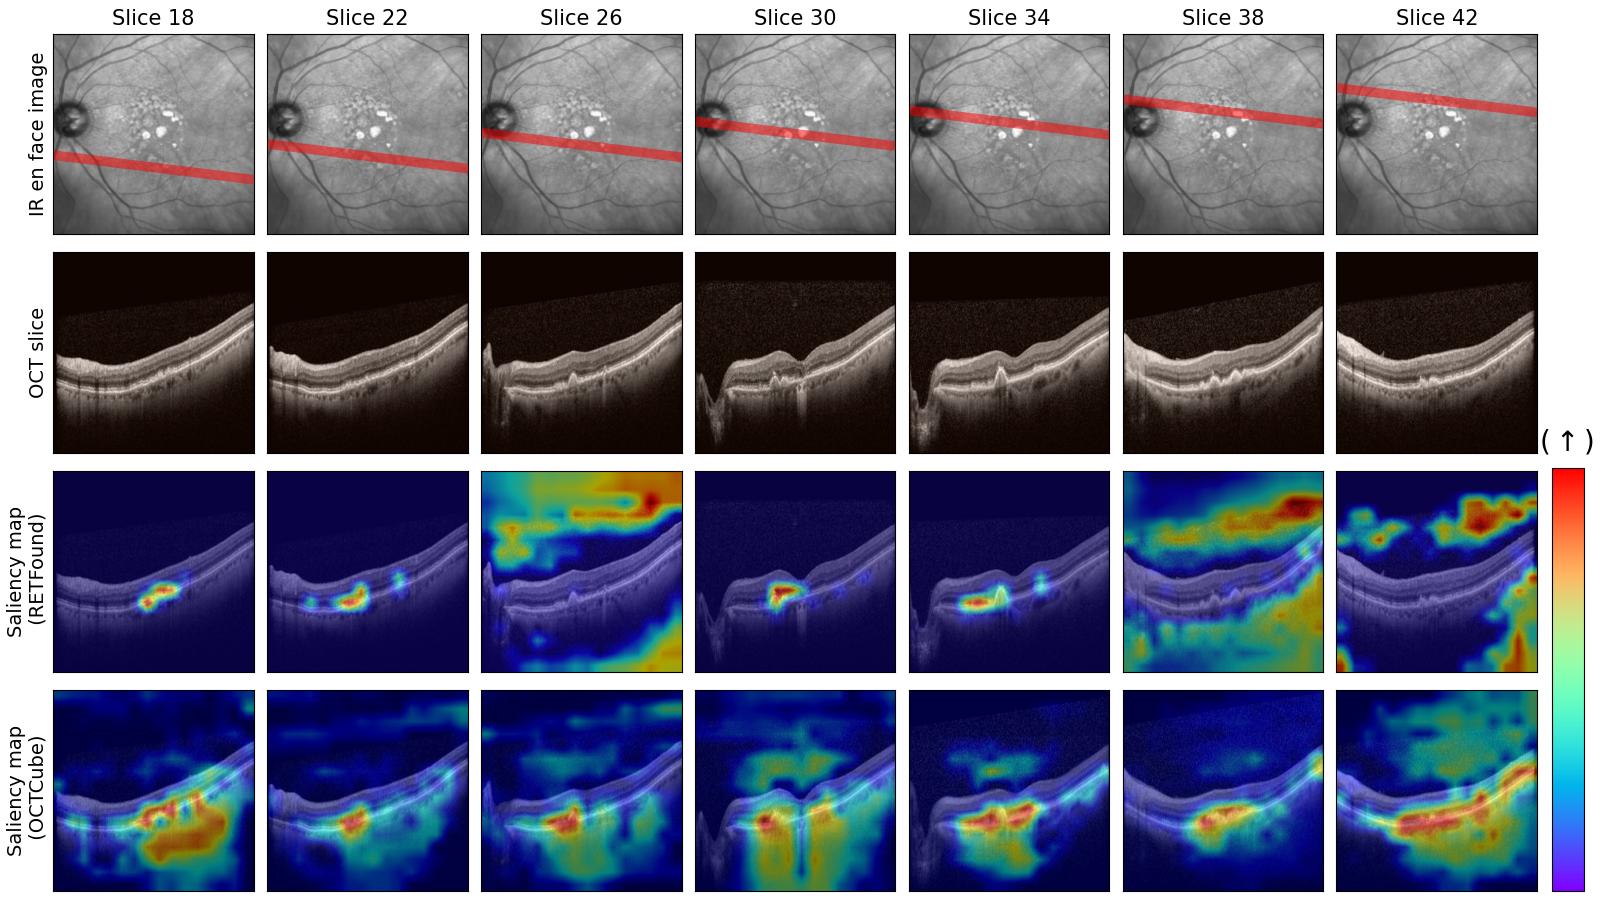 Slice 18
Slice 22
Slice 26
Slice 30
Slice 34
Slice 38
Slice 42
IR en face image
OCT slice
( ↑ )
Saliency map
(RETFound)
Saliency map
(OCTCube)